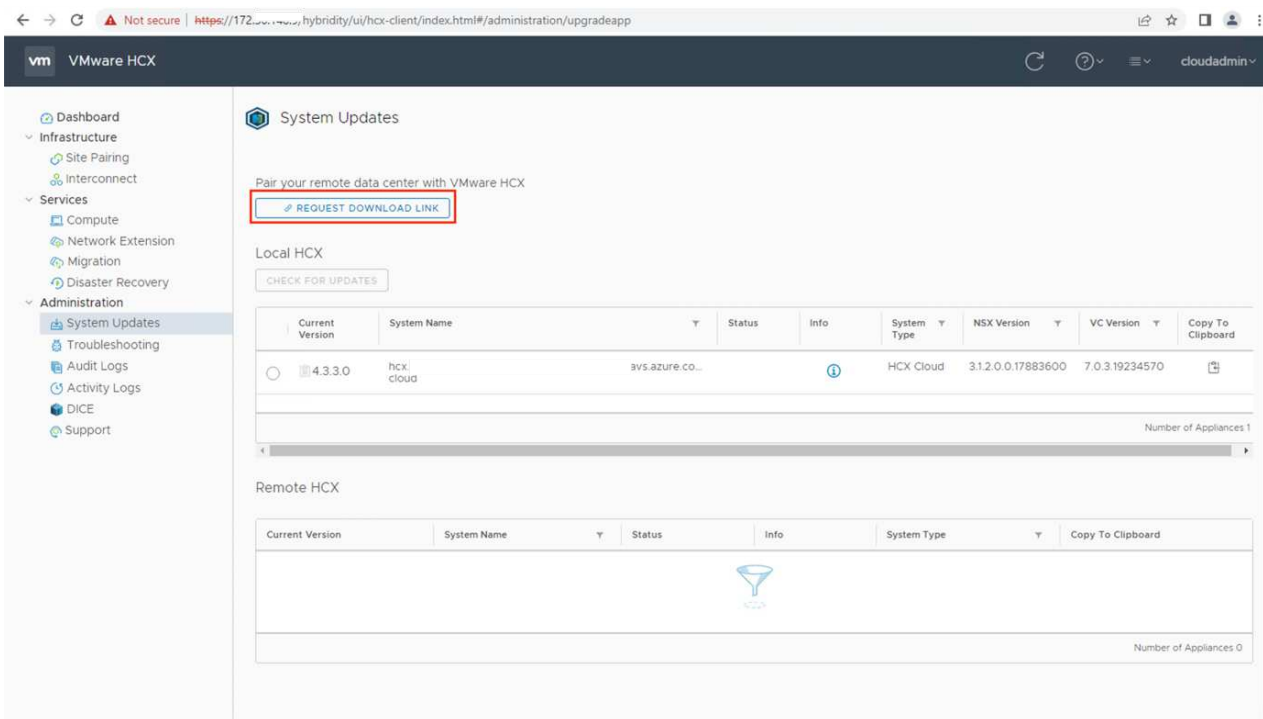 Not secure | https://172. hybridity/ui/hcx-client/index.html#/administration/upgradeapp
vm VMware HCX
cloudadmin
Dashboard
Infrastructure
Site Pairing
Interconnect
Services
Compute
Network Extension
Migration
Disaster Recovery
Administration
System Updates
Troubleshooting
Audit Logs
Activity Logs
DICE
Support
System Updates
Pair your remote data center with VMware HCX
REQUEST DOWNLOAD LINK
Local HCX
CHECK FOR UPDATES
Current Version System Name Status Info System Type NSX Version VC Version Copy To Clipboard
4.3.3.0 hcx cloud avs.azure.co... HCX Cloud 3.1.2.0.0.17883600 7.0.3.19234570
Number of Appliances 1
Remote HCX
Current Version System Name Status Info System Type Copy To Clipboard
Number of Appliances 0